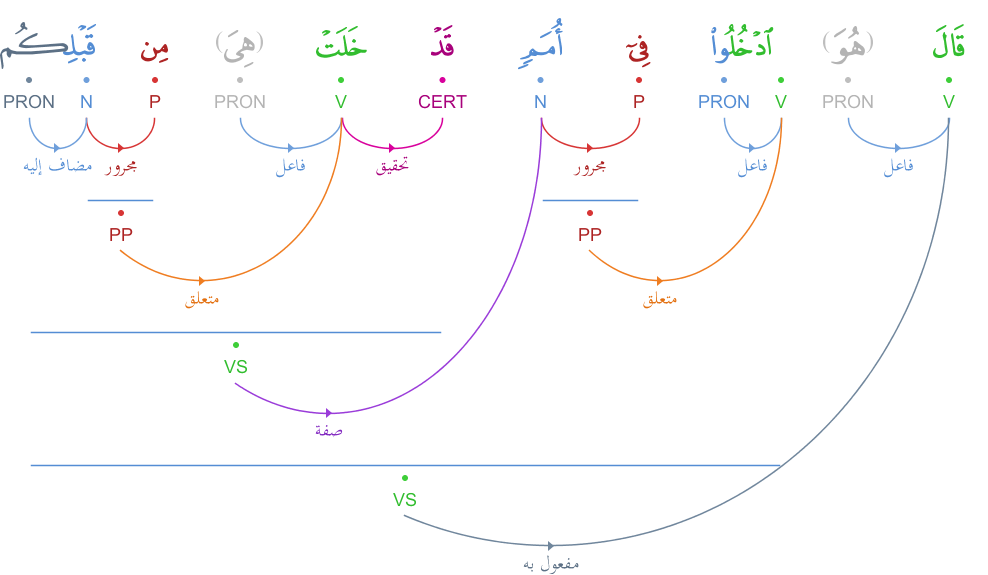 قَالَ (هُوَ) ٱدْخُلُوا۟ فِىٓ أُمَمٍۢ قَدْ خَلَتْ (هِىَ) مِن قَبْلِكُم
V PRON V PRON P N CERT V PRON P N PRON
فاعل فاعل مجرور تحقيق فاعل مجرور مضاف إليه
PP PP
متعلق متعلق
VS
صفة
VS
مفعول به